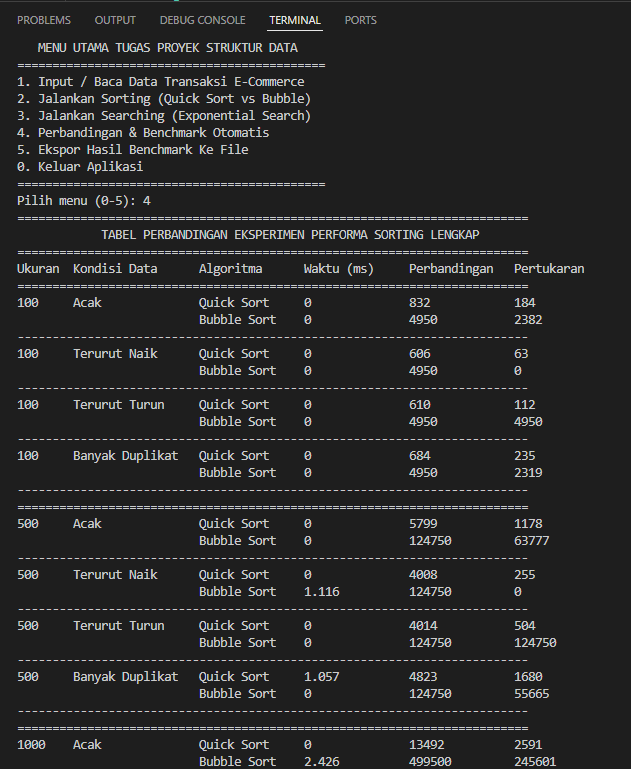 PROBLEMS OUTPUT DEBUG CONSOLE TERMINAL PORTS
MENU UTAMA TUGAS PROYEK STRUKTUR DATA
============================================
1. Input / Baca Data Transaksi E-Commerce
2. Jalankan Sorting (Quick Sort vs Bubble)
3. Jalankan Searching (Exponential Search)
4. Perbandingan & Benchmark Otomatis
5. Ekspor Hasil Benchmark Ke File
0. Keluar Aplikasi
============================================
Pilih menu (0-5): 4
=========================================================================
TABEL PERBANDINGAN EKSPERIMEN PERFORMA SORTING LENGKAP
=========================================================================
Ukuran Kondisi Data Algoritma Waktu (ms) Perbandingan Pertukaran
=========================================================================
100 Acak Quick Sort 0 832 184
Bubble Sort 0 4950 2382
-------------------------------------------------------------------------
100 Terurut Naik Quick Sort 0 606 63
Bubble Sort 0 4950 0
-------------------------------------------------------------------------
100 Terurut Turun Quick Sort 0 610 112
Bubble Sort 0 4950 4950
-------------------------------------------------------------------------
100 Banyak Duplikat Quick Sort 0 684 235
Bubble Sort 0 4950 2319
-------------------------------------------------------------------------
=========================================================================
500 Acak Quick Sort 0 5799 1178
Bubble Sort 0 124750 63777
-------------------------------------------------------------------------
500 Terurut Naik Quick Sort 0 4008 255
Bubble Sort 1.116 124750 0
-------------------------------------------------------------------------
500 Terurut Turun Quick Sort 0 4014 504
Bubble Sort 0 124750 124750
-------------------------------------------------------------------------
500 Banyak Duplikat Quick Sort 1.057 4823 1680
Bubble Sort 0 124750 55665
-------------------------------------------------------------------------
=========================================================================
1000 Acak Quick Sort 0 13492 2591
Bubble Sort 2.426 499500 245601